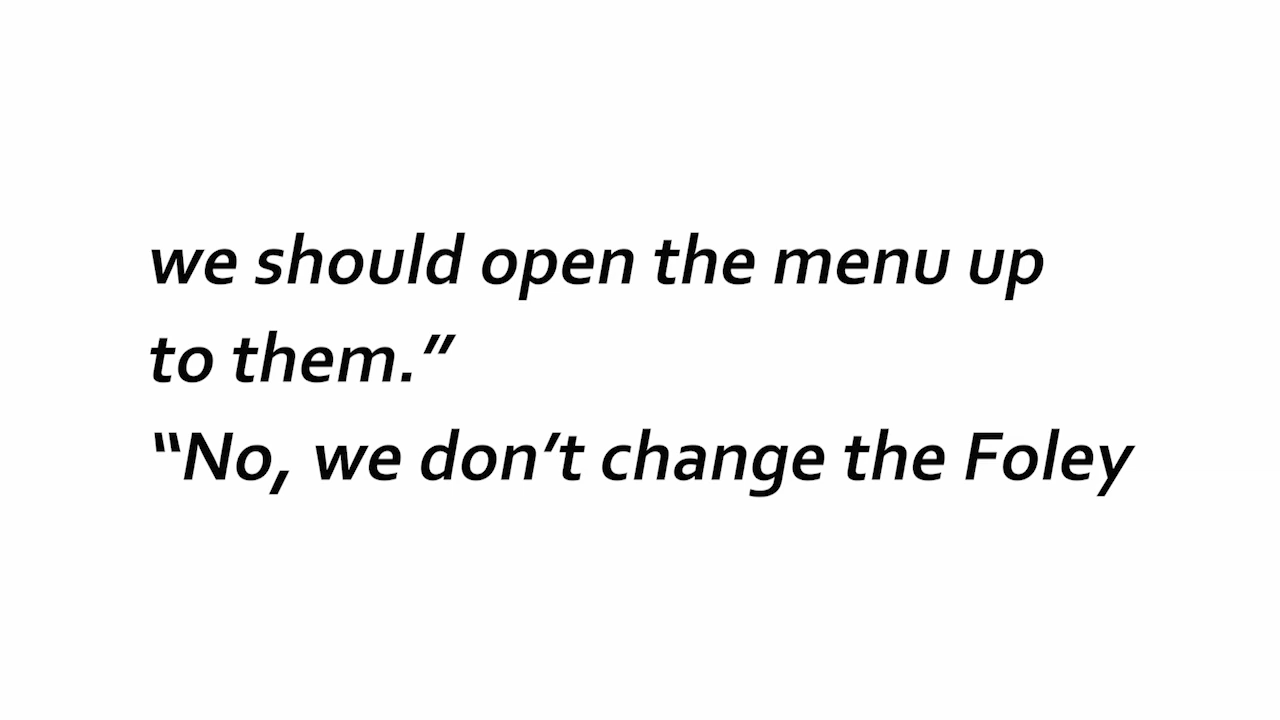 we should open the menu up
to them.”
“No, we don’t change the Foley